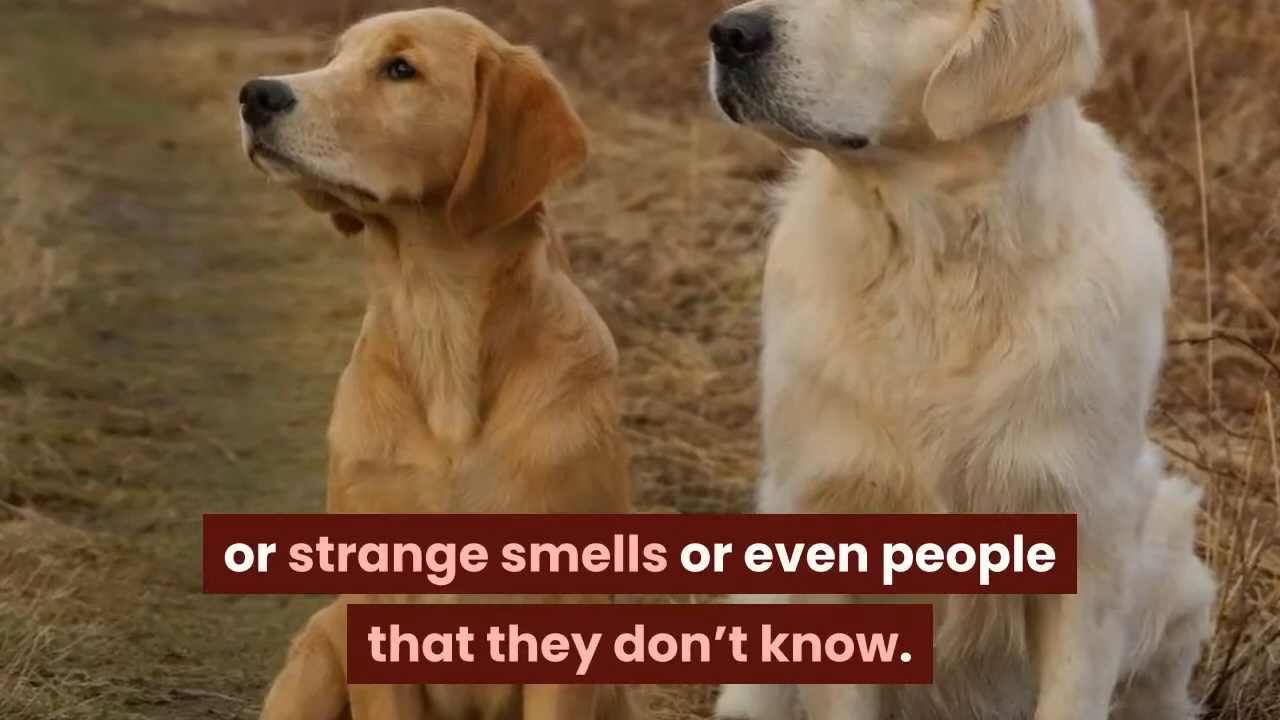 or strange smells or even people
that they don’t know.